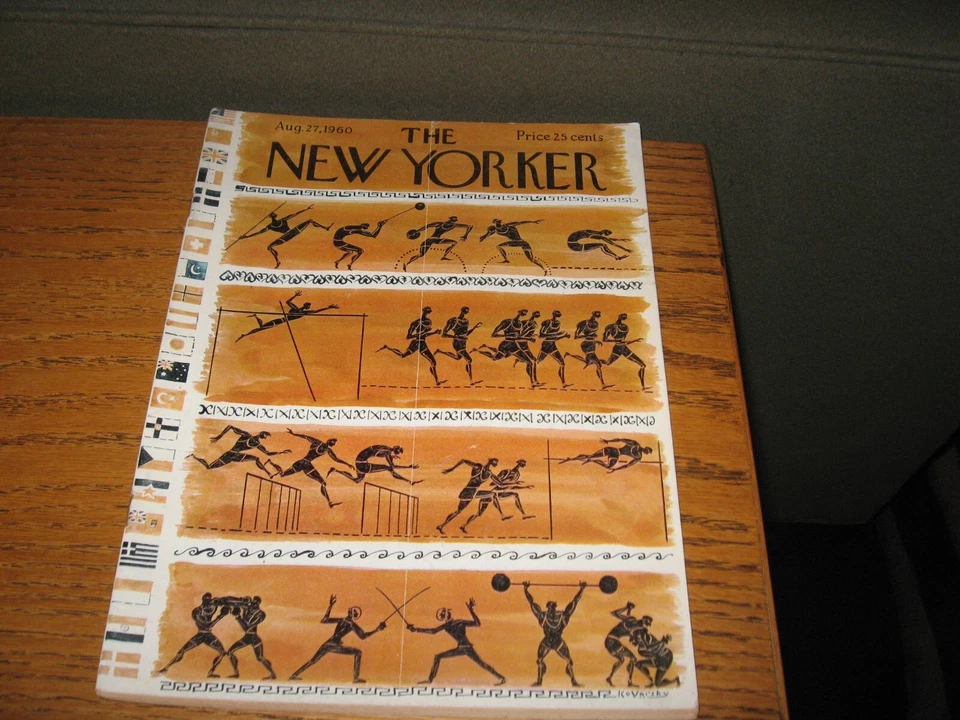 Aug. 27, 1960
THE
Price 25 cents
NEW YORKER